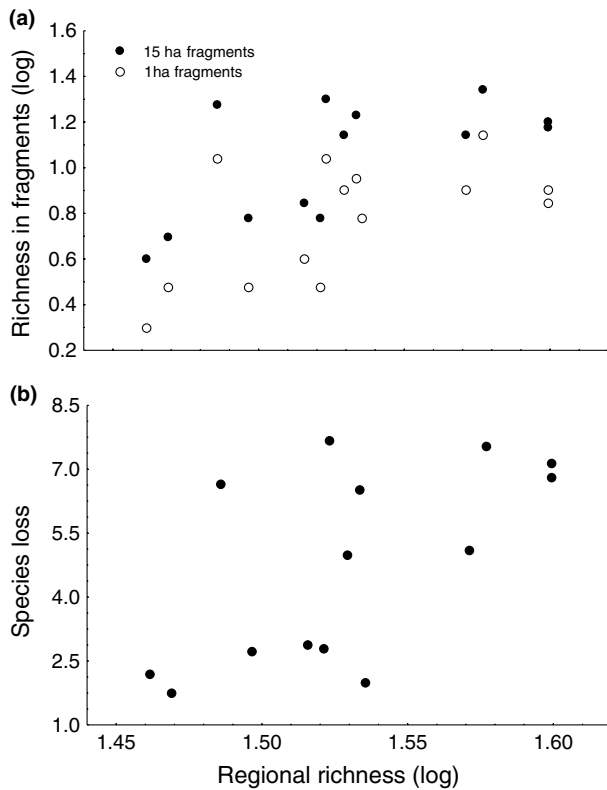 (a)
Richness in fragments (log)
1.6
1.4
1.2
1.0
0.8
0.6
0.4
0.2
15 ha fragments
1ha fragments
(b)
Species loss
8.5
7.0
5.5
4.0
2.5
1.0
1.45 1.50 1.55 1.60
Regional richness (log)